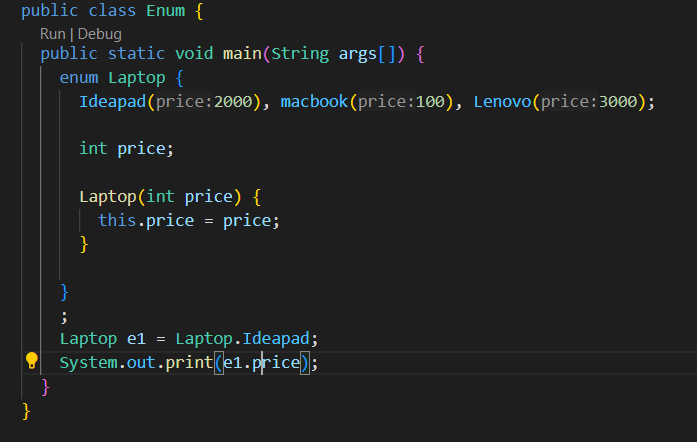 public class Enum {
Run | Debug
public static void main(String args[]) {
enum Laptop {
Ideapad(price:2000), macbook(price:100), Lenovo(price:3000);
int price;
Laptop(int price) {
this.price = price;
}
}
;
Laptop e1 = Laptop.Ideapad;
System.out.print(e1.price);
}
}